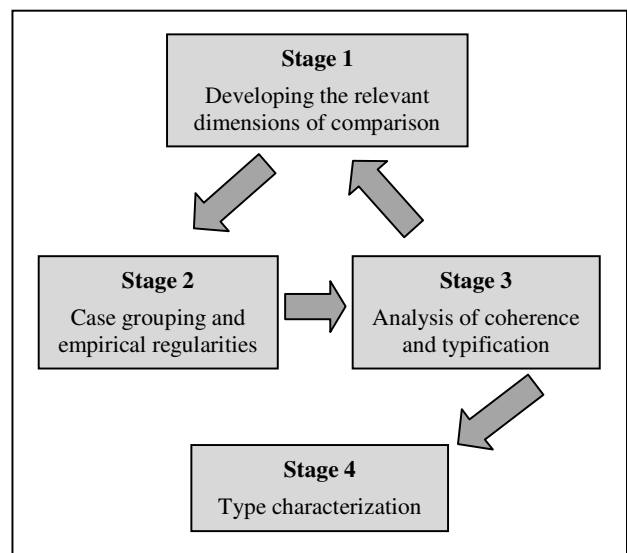 Stage 1
Developing the relevant
dimensions of comparison
Stage 2
Case grouping and
empirical regularities
Stage 3
Analysis of coherence
and typification
Stage 4
Type characterization